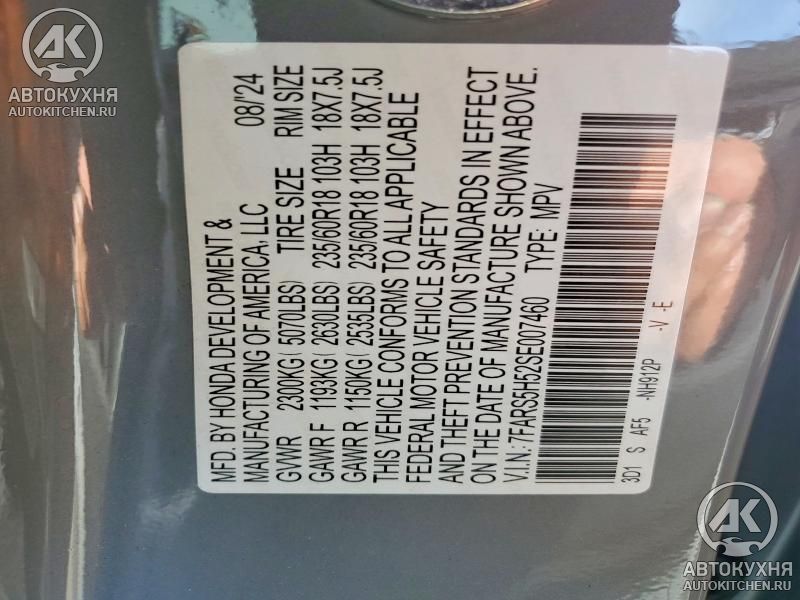 AK
АВТОКУХНЯ
AUTOKITCHEN.RU
MFD. BY HONDA DEVELOPMENT & 08/'24
MANUFACTURING OF AMERICA, LLC
GVWR 2300KG( 5070LBS) TIRE SIZE RIM SIZE
GAWR F 1193KG( 2630LBS) 235/60R18 103H 18X7.5J
GAWR R 1150KG( 2535LBS) 235/60R18 103H 18X7.5J
THIS VEHICLE CONFORMS TO ALL APPLICABLE
FEDERAL MOTOR VEHICLE SAFETY
AND THEFT PREVENTION STANDARDS IN EFFECT
ON THE DATE OF MANUFACTURE SHOWN ABOVE.
V.I.N.: 7FARS5H52SE007460 TYPE: MPV
3D1 S AF5 -NH912P -V -E
AK
АВТОКУХНЯ
AUTOKITCHEN.RU